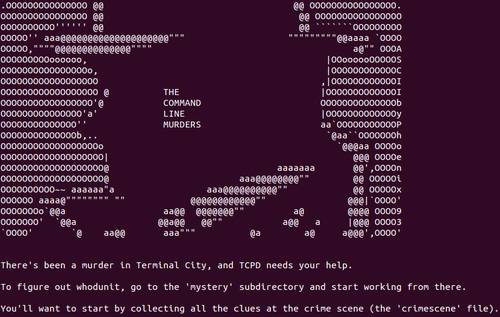 THE
COMMAND
LINE
MURDERS
ASCIIbyPhoneix93
There's been a murder in Terminal City, and TCPD needs your help.
To figure out whodunit, go to the 'mystery' subdirectory and start working from there.
You'll want to start by collecting all the clues at the crime scene (the 'crimescene' file).